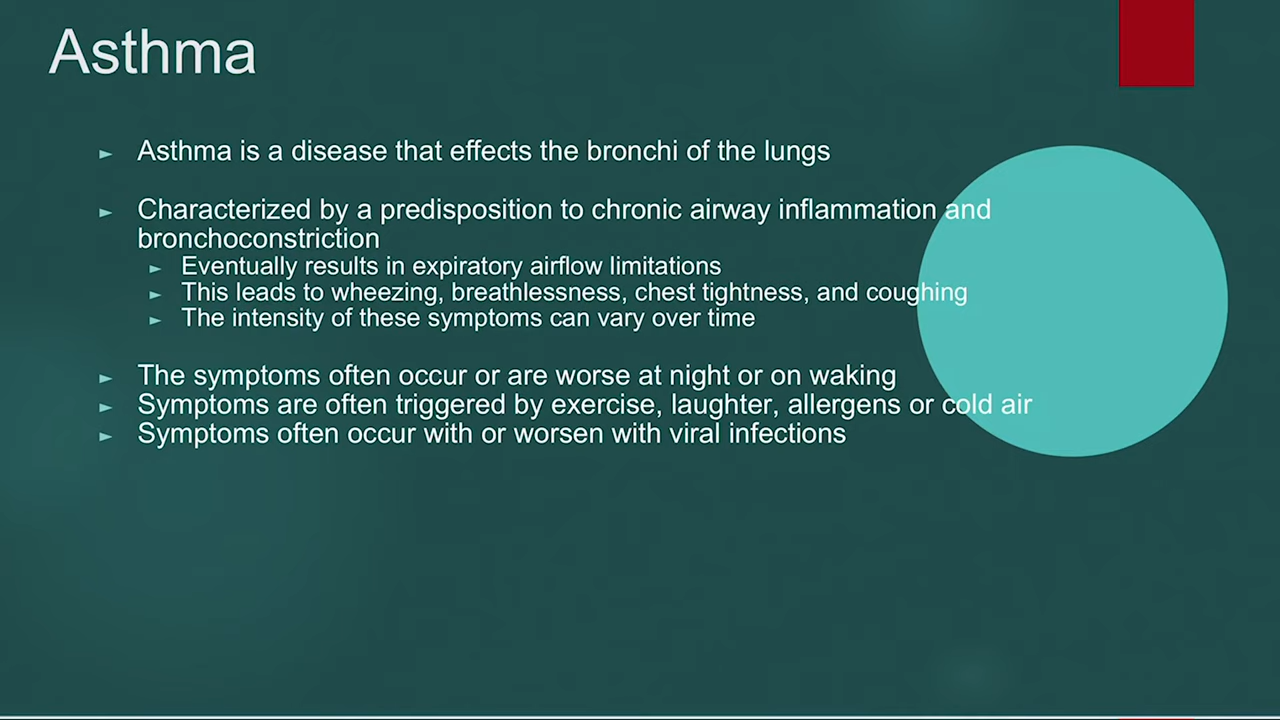 Asthma
► Asthma is a disease that effects the bronchi of the lungs
► Characterized by a predisposition to chronic airway inflammation and
bronchoconstriction
► Eventually results in expiratory airflow limitations
► This leads to wheezing, breathlessness, chest tightness, and coughing
► The intensity of these symptoms can vary over time
► The symptoms often occur or are worse at night or on waking
► Symptoms are often triggered by exercise, laughter, allergens or cold air
► Symptoms often occur with or worsen with viral infections